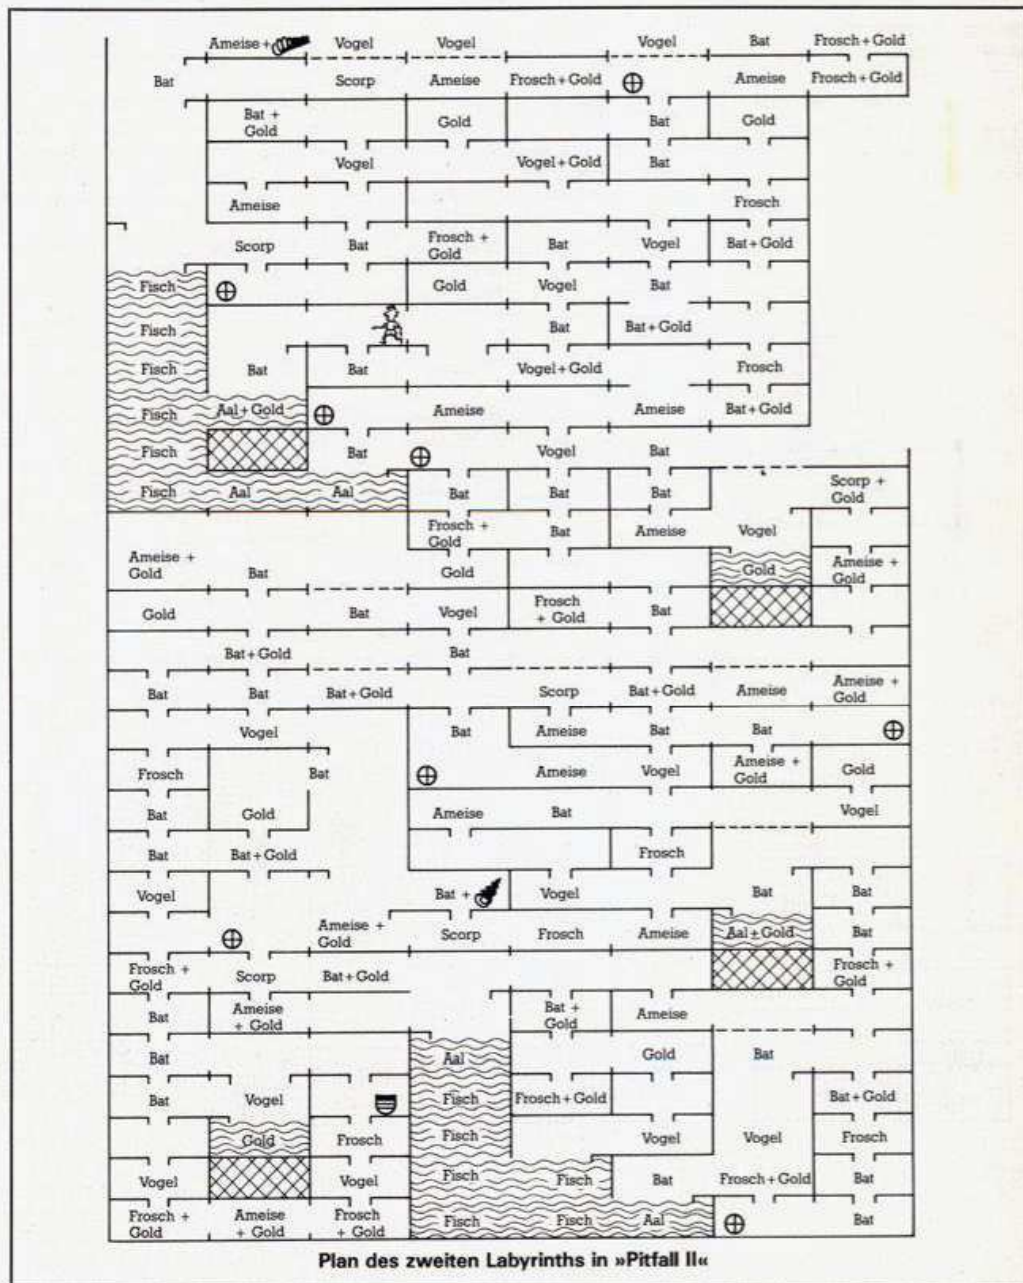 Ameise + Vogel Vogel Vogel Bat Frosch + Gold
Bat Scorp Ameise Frosch + Gold Ameise Frosch + Gold
Bat +
Gold Gold Bat Gold
Vogel Vogel + Gold Bat
Ameise Frosch
Scorp Bat Frosch +
Gold Bat Vogel Bat + Gold
Fisch Gold Vogel Bat
Fisch Bat Bat + Gold
Fisch Bat Bat Vogel + Gold Frosch
Fisch Aal + Gold Ameise Ameise Bat + Gold
Fisch Bat Vogel Bat
Fisch Aal Aal Bat Bat Bat Scorp +
Gold
Frosch +
Gold Bat Ameise Vogel
Ameise +
Gold Bat Gold Gold Ameise +
Gold
Gold Bat Vogel Frosch
+ Gold Bat
Bat + Gold Bat
Bat Bat Bat + Gold Scorp Bat + Gold Ameise Ameise +
Gold
Vogel Bat Ameise Bat Bat
Frosch Bat Ameise Vogel Ameise +
Gold Gold
Bat Gold Ameise Bat Vogel
Bat Bat + Gold Frosch
Vogel Bat + Vogel Bat Bat
Ameise +
Gold Scorp Frosch Ameise Aal + Gold Bat
Frosch +
Gold Scorp Bat + Gold Frosch +
Gold
Bat Ameise
+ Gold Bat +
Gold Ameise
Bat Aal Gold Bat
Bat Vogel Fisch Frosch + Gold Bat + Gold
Gold Frosch Fisch Vogel Vogel Frosch
Vogel Vogel Fisch Fisch Bat Frosch + Gold Bat
Frosch +
Gold Ameise
+ Gold Frosch
+ Gold Fisch Fisch Aal Bat
Plan des zweiten Labyrinths in »Pitfall II«